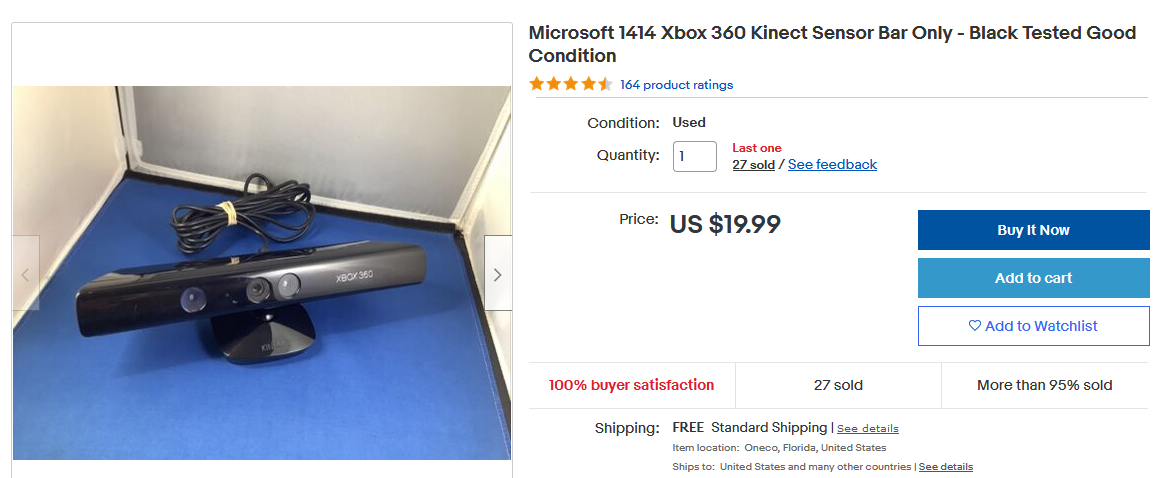 Microsoft 1414 Xbox 360 Kinect Sensor Bar Only - Black Tested Good
Condition
164 product ratings
Condition: Used
Quantity: 1
Last one
27 sold / See feedback
Price: US $19.99
Buy It Now
Add to cart
Add to Watchlist
100% buyer satisfaction
27 sold
More than 95% sold
Shipping: FREE Standard Shipping | See details
Item location: Oneco, Florida, United States
Ships to: United States and many other countries | See details
XBOX 360